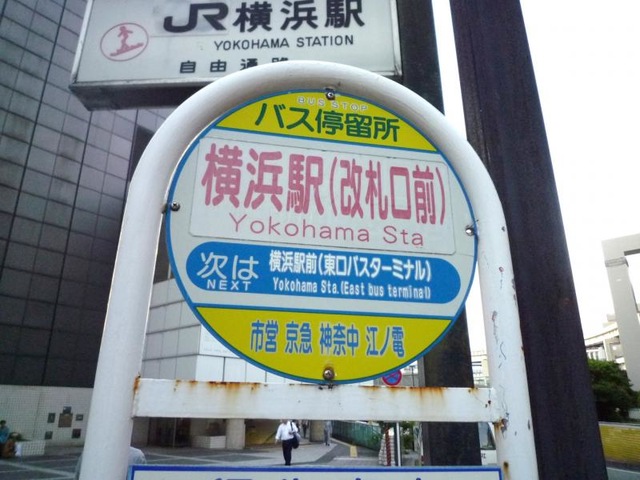 JR横浜駅
YOKOHAMA STATION
自由通路
BUS STOP
バス停留所
横浜駅(改札口前)
Yokohama Sta
次は
NEXT
横浜駅前(東口バスターミナル)
Yokohama Sta.(East bus terminal)
市営 京急 神奈中 江ノ電